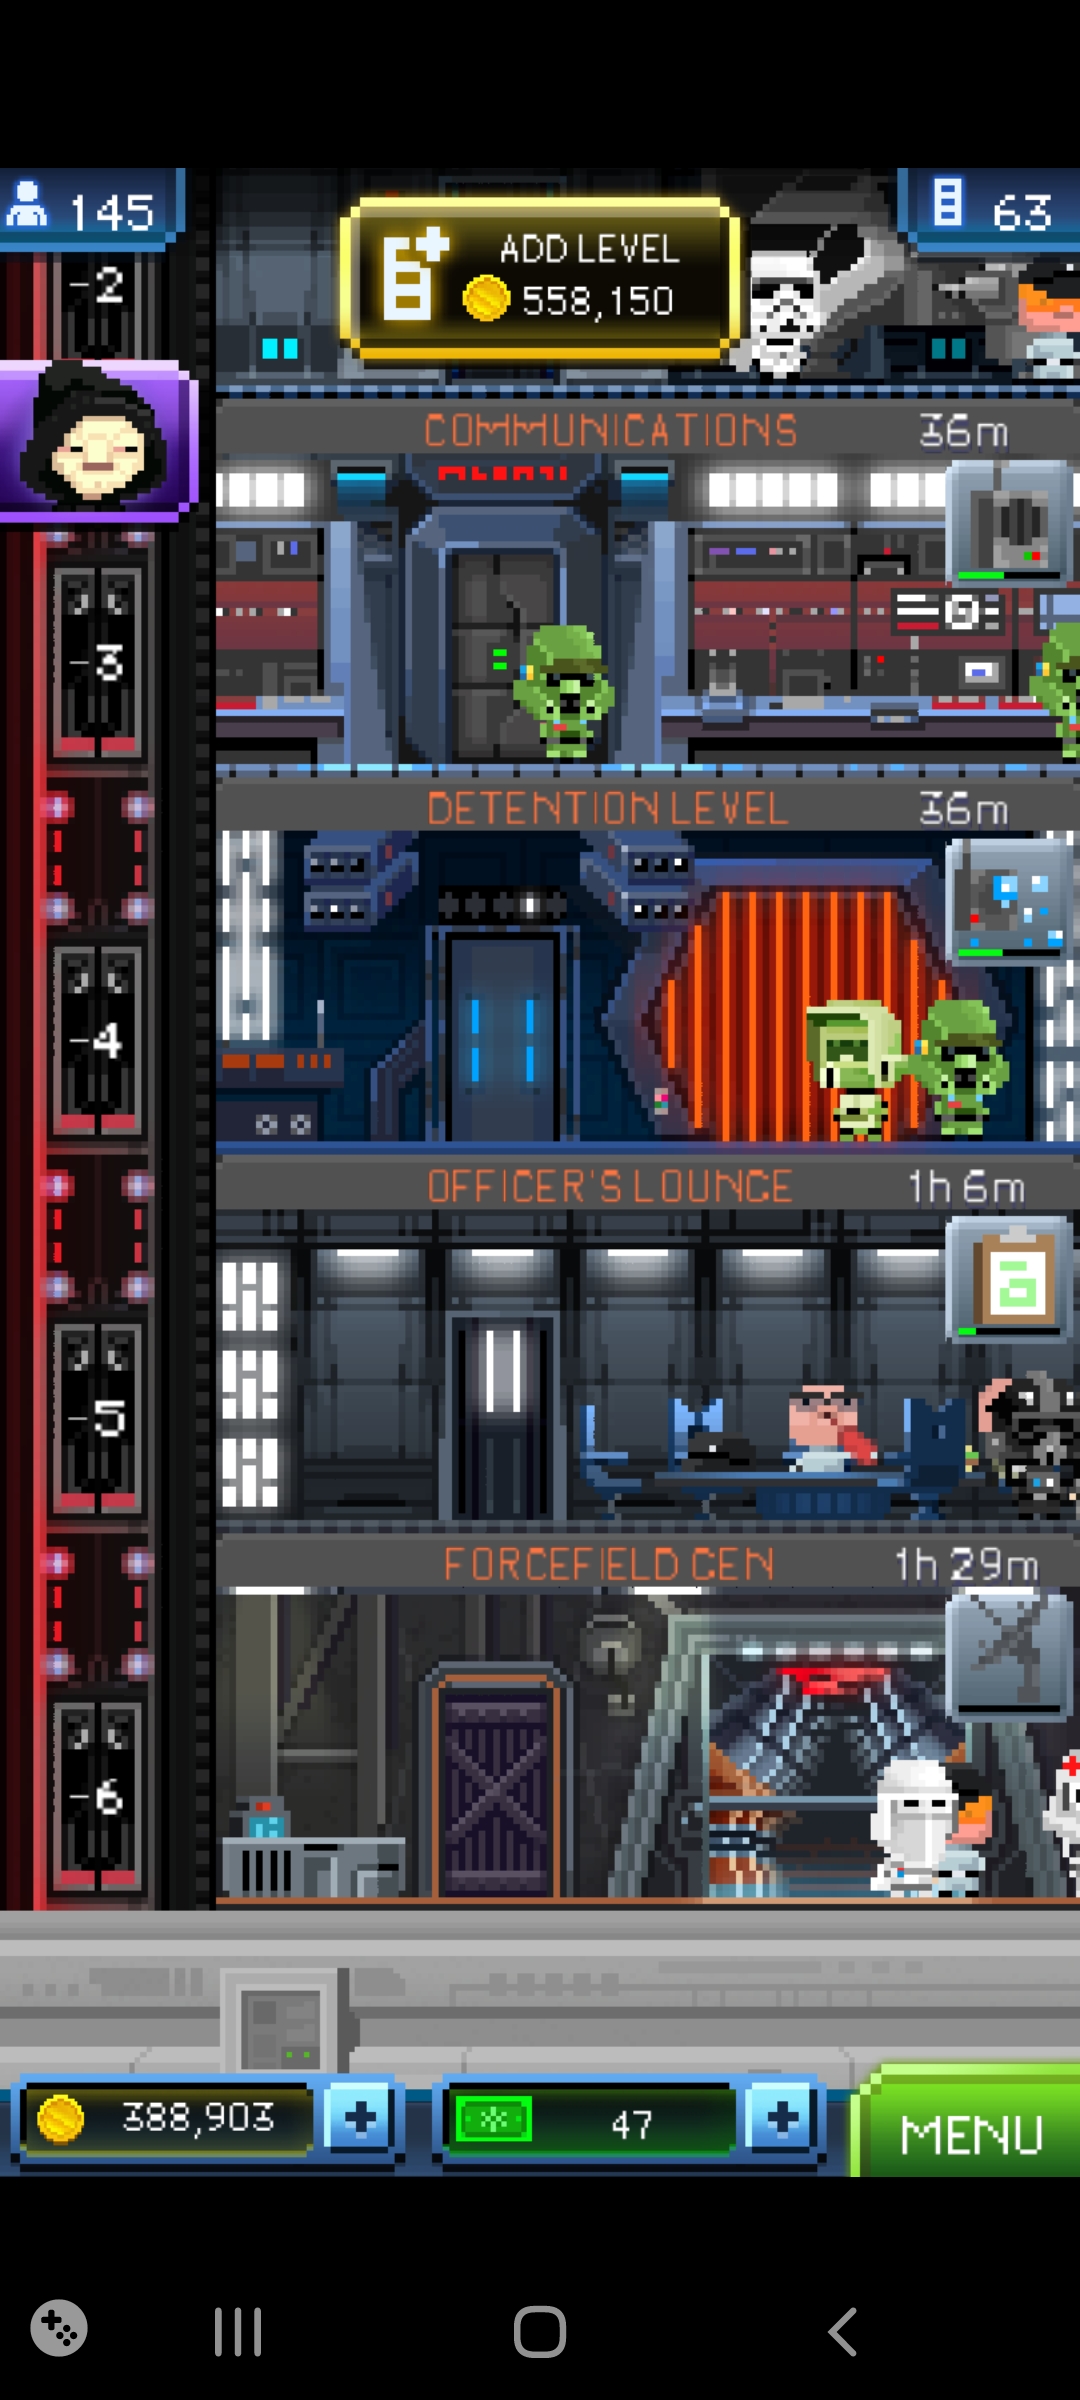 145
ADD LEVEL
558,150
63
-2
COMMUNICATIONS 36m
-3
DETENTION LEVEL 36m
-4
OFFICER'S LOUNGE 1h 6m
-5
FORCEFIELD GEN 1h 29m
-6
388,903
47
MENU